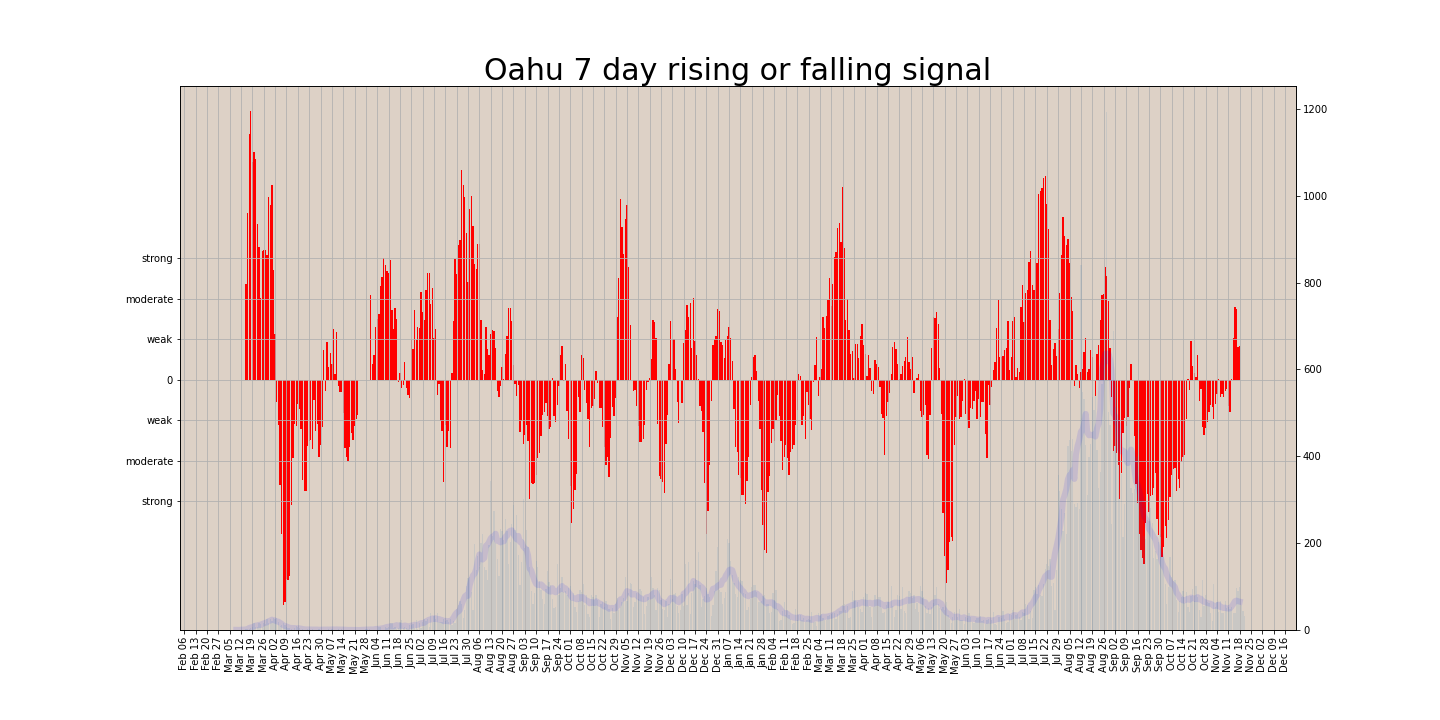 Oahu 7 day rising or falling signal
strong
moderate
weak
0
weak
moderate
strong
1200
1000
800
600
400
200
0
Feb 06
Feb 13
Feb 20
Feb 27
Mar 05
Mar 12
Mar 19
Mar 26
Apr 02
Apr 09
Apr 16
Apr 23
Apr 30
May 07
May 14
May 21
May 28
Jun 04
Jun 11
Jun 18
Jun 25
Jul 02
Jul 09
Jul 16
Jul 23
Jul 30
Aug 06
Aug 13
Aug 20
Aug 27
Sep 03
Sep 10
Sep 17
Sep 24
Oct 01
Oct 08
Oct 15
Oct 22
Oct 29
Nov 05
Nov 12
Nov 19
Nov 26
Dec 03
Dec 10
Dec 17
Dec 24
Dec 31
Jan 07
Jan 14
Jan 21
Jan 28
Feb 04
Feb 11
Feb 18
Feb 25
Mar 04
Mar 11
Mar 18
Mar 25
Apr 01
Apr 08
Apr 15
Apr 22
Apr 29
May 06
May 13
May 20
May 27
Jun 03
Jun 10
Jun 17
Jun 24
Jul 01
Jul 08
Jul 15
Jul 22
Jul 29
Aug 05
Aug 12
Aug 19
Aug 26
Sep 02
Sep 09
Sep 16
Sep 23
Sep 30
Oct 07
Oct 14
Oct 21
Oct 28
Nov 04
Nov 11
Nov 18
Nov 25
Dec 02
Dec 09
Dec 16